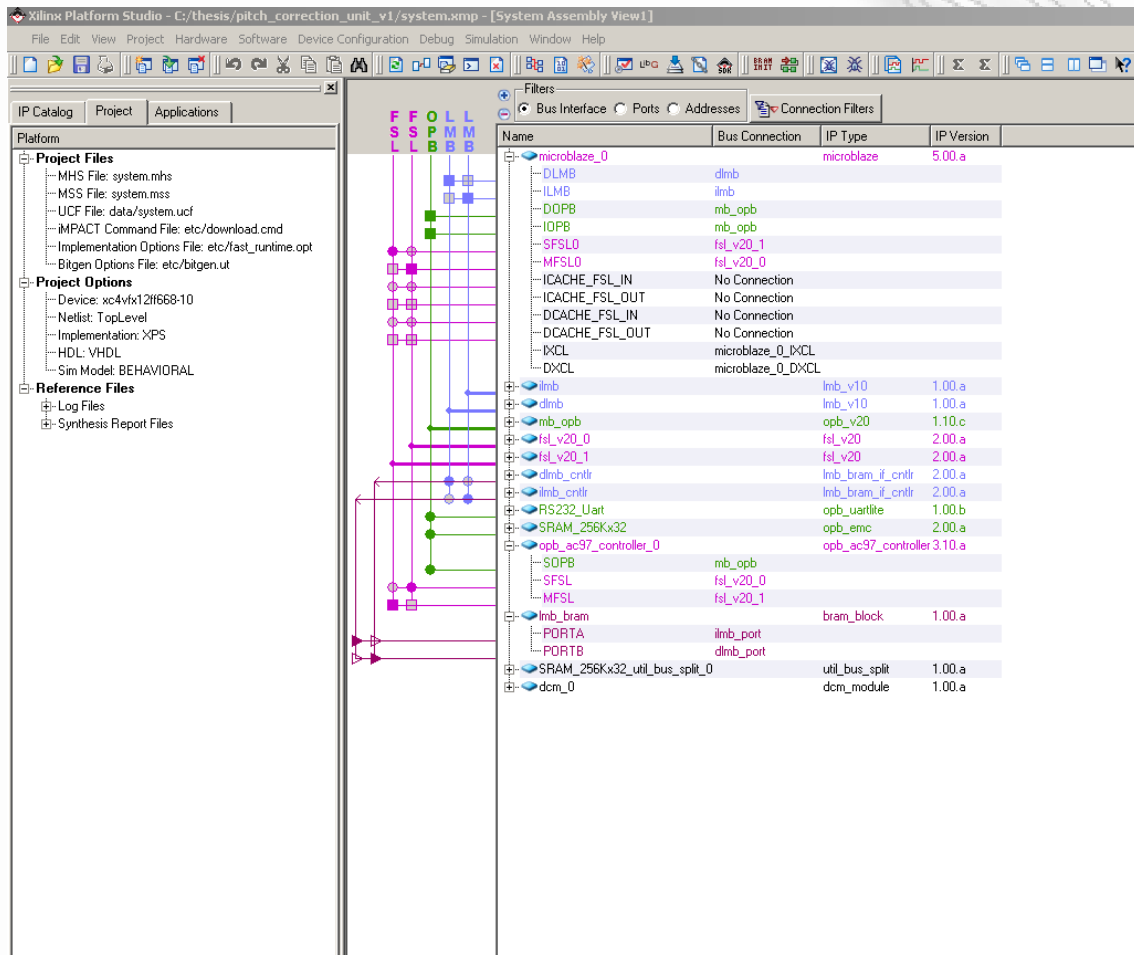 Xilinx Platform Studio - C:/thesis/pitch_correction_unit_v1/system.xmp - [System Assembly View1]
File Edit View Project Hardware Software Device Configuration Debug Simulation Window Help
IP Catalog Project Applications
Platform
Project Files
MHS File: system.mhs
MSS File: system.mss
UCF File: data/system.ucf
iMPACT Command File: etc/download.cmd
Implementation Options File: etc/fast_runtime.opt
Bitgen Options File: etc/bitgen.ut
Project Options
Device: xc4vfx12ff668-10
Netlist: TopLevel
Implementation: XPS
HDL: VHDL
Sim Model: BEHAVIORAL
Reference Files
Log Files
Synthesis Report Files
FSL FSL OPB LMB LMB
Filters
Bus Interface Ports Addresses Connection Filters
Name Bus Connection IP Type IP Version
microblaze_0 microblaze 5.00.a
DLMB dlmb
ILMB ilmb
DOPB mb_opb
IOPB mb_opb
SFSL0 fsl_v20_1
MFSL0 fsl_v20_0
ICACHE_FSL_IN No Connection
ICACHE_FSL_OUT No Connection
DCACHE_FSL_IN No Connection
DCACHE_FSL_OUT No Connection
IXCL microblaze_0_IXCL
DXCL microblaze_0_DXCL
ilmb lmb_v10 1.00.a
dlmb lmb_v10 1.00.a
mb_opb opb_v20 1.10.c
fsl_v20_0 fsl_v20 2.00.a
fsl_v20_1 fsl_v20 2.00.a
dlmb_cntlr lmb_bram_if_cntlr 2.00.a
ilmb_cntlr lmb_bram_if_cntlr 2.00.a
RS232_Uart opb_uartlite 1.00.b
SRAM_256Kx32 opb_emc 2.00.a
opb_ac97_controller_0 opb_ac97_controller 3.10.a
SOPB mb_opb
SFSL fsl_v20_0
MFSL fsl_v20_1
lmb_bram bram_block 1.00.a
PORTA ilmb_port
PORTB dlmb_port
SRAM_256Kx32_util_bus_split_0 util_bus_split 1.00.a
dcm_0 dcm_module 1.00.a